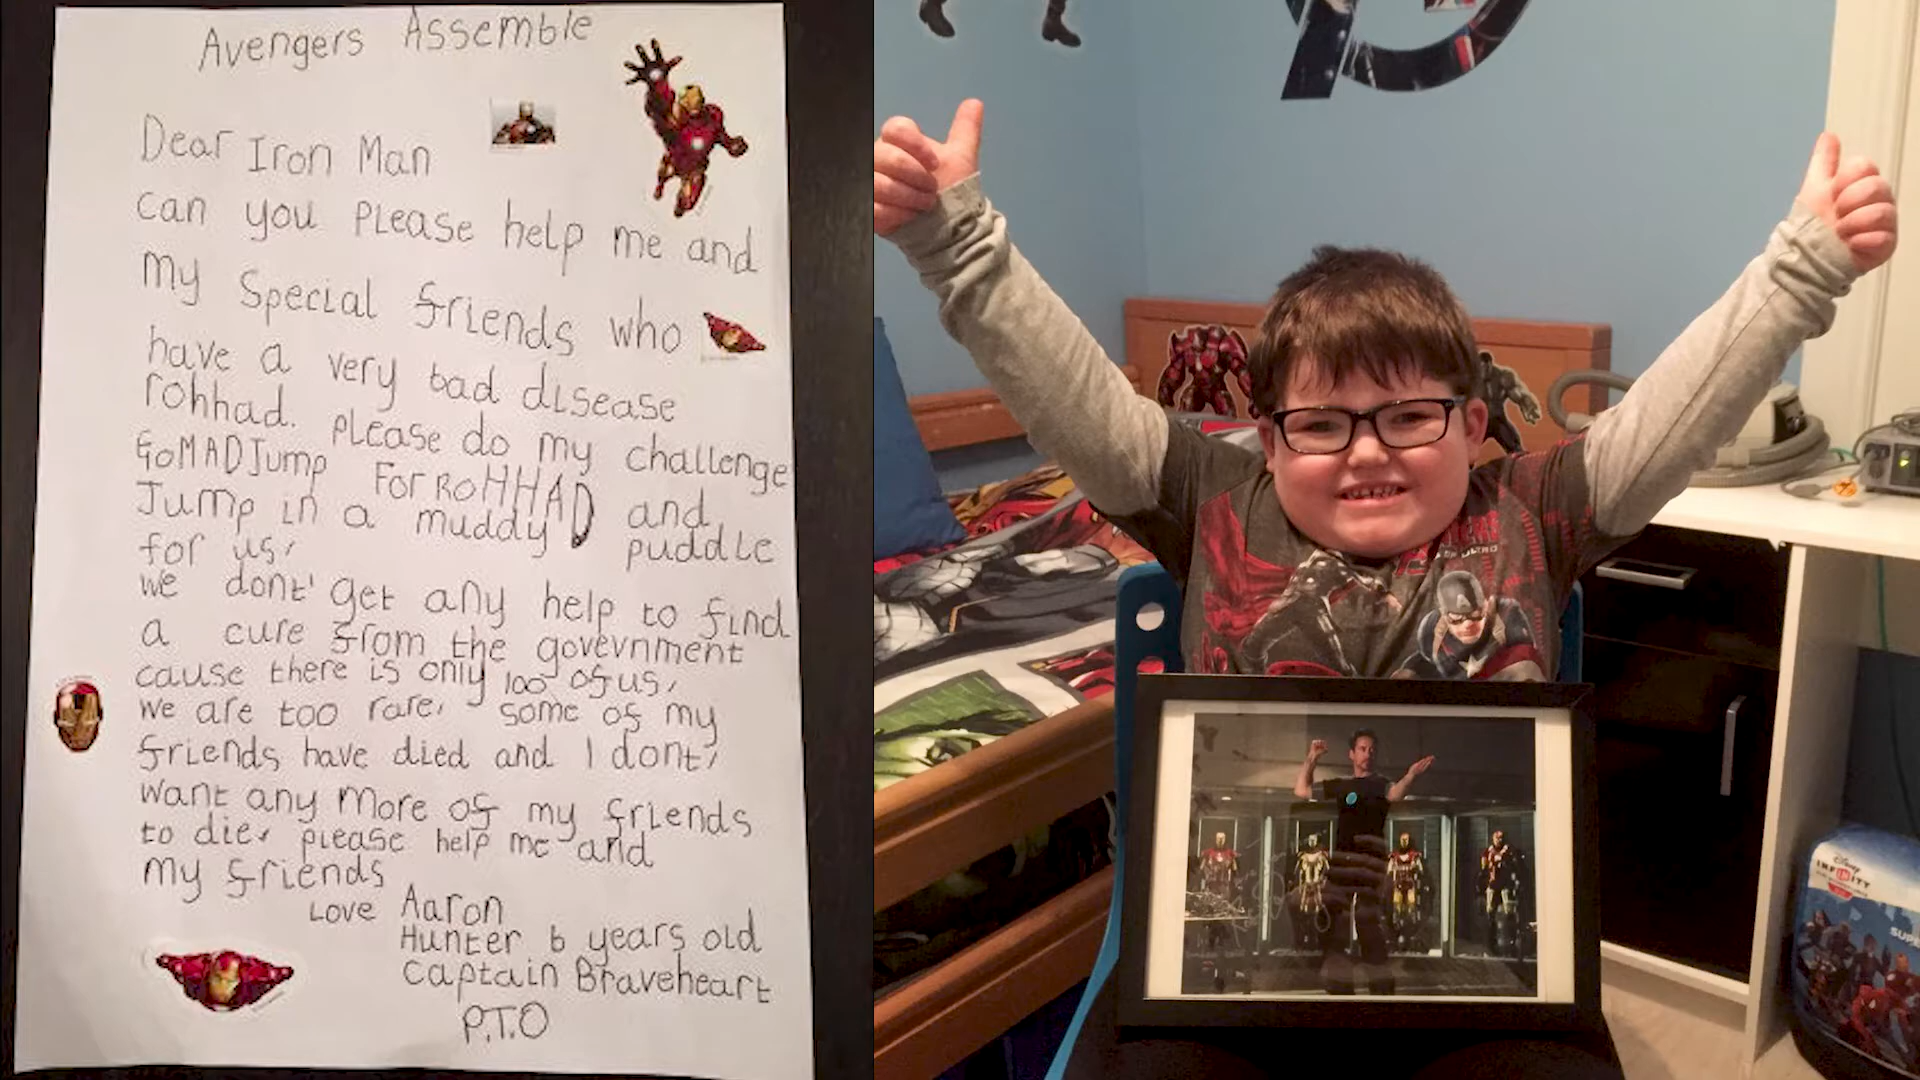 Avengers Assemble
Dear Iron Man
can you PLease help me and
my Special friends who
have a very bad disease
rohhad. PLease do my challenge
GoMADJump For ROHHAD and
Jump in a muddy puddle
for us,
we dont' get any help to find
a cure from the government
cause there is only 100 of us,
we are too rare, some of my
friends have died and I dont,
want any more of my friends
to die, please help me and
my friends
Love Aaron
Hunter 6 years old
Captain Braveheart
P.T.O
Disney
INFINITY